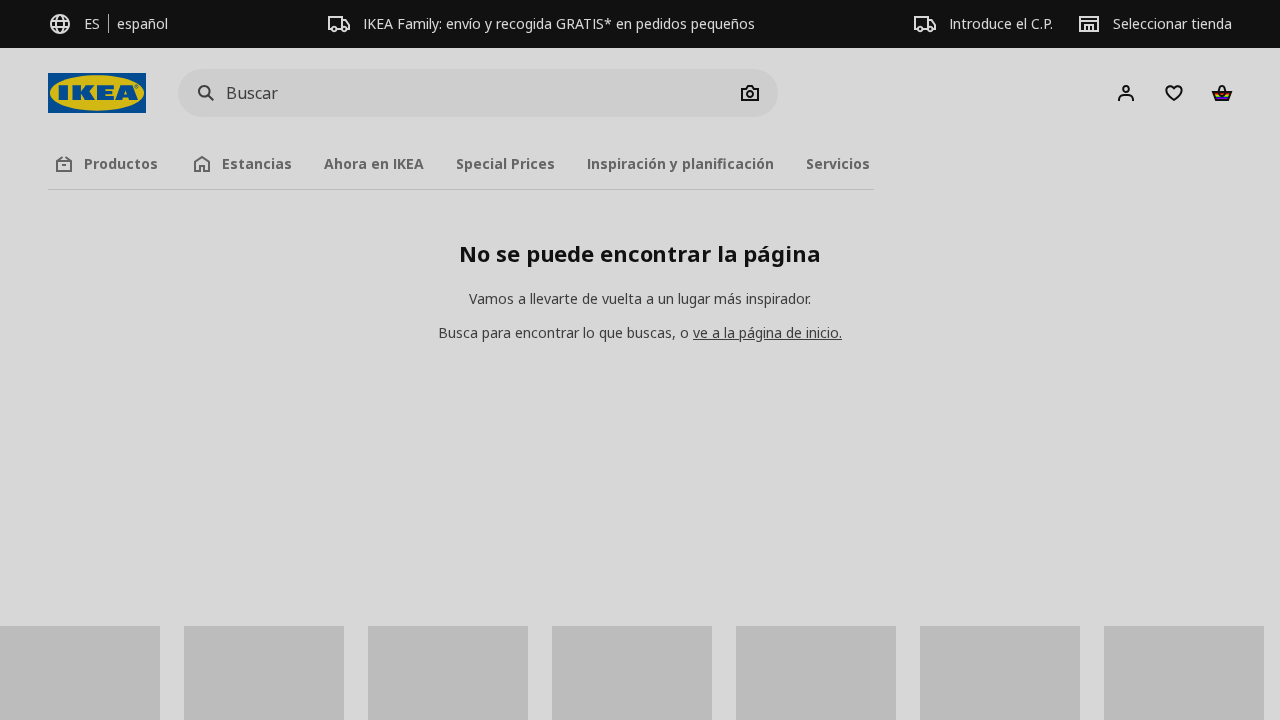 ES español
IKEA Family: envío y recogida GRATIS* en pedidos pequeños
Introduce el C.P.
Seleccionar tienda
IKEA
Buscar
Productos
Estancias
Ahora en IKEA
Special Prices
Inspiración y planificación
Servicios
No se puede encontrar la página
Vamos a llevarte de vuelta a un lugar más inspirador.
Busca para encontrar lo que buscas, o ve a la página de inicio.